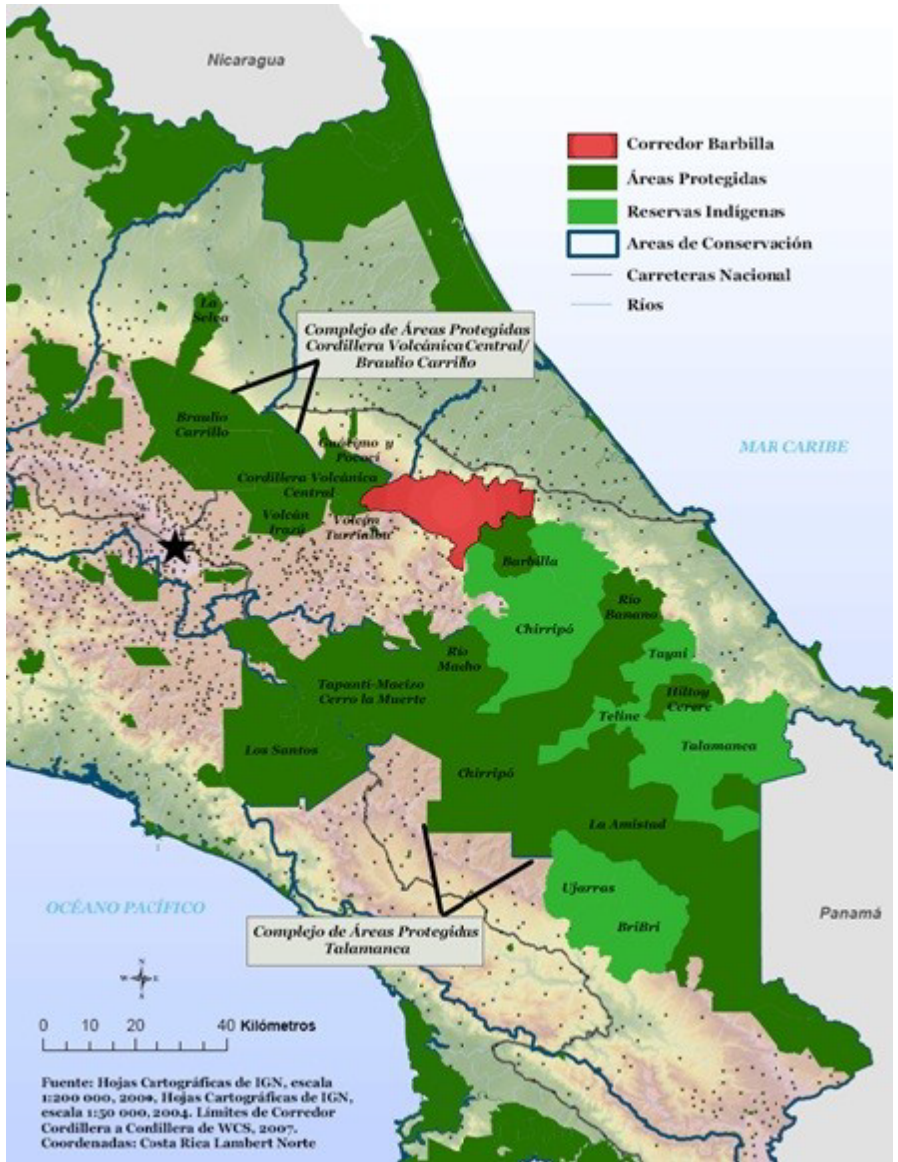 Nicaragua
Corredor Barbilla
Áreas Protegidas
Reservas Indígenas
Areas de Conservación
Carreteras Nacional
Ríos
La
Selva
Complejo de Áreas Protegidas
Cordillera Volcánica Central/
Braulio Carrillo
Braulio
Carrillo
Guácimo y
Pococí
MAR CARIBE
Cordillera Volcánica
Central
Volcán
Irazú
Volcán
Turrialba
Barbilla
Río
Banano
Chirripó
Río
Macho
Tayni
Tapantí-Macizo
Cerro la Muerte
Hitoy
Cerere
Teline
Los Santos
Talamanca
Chirripó
La Amistad
Ujarras
OCÉANO PACÍFICO
BriBri
Panamá
Complejo de Áreas Protegidas
Talamanca
N
W E
S
0 10 20 40 Kilómetros
Fuente: Hojas Cartográficas de IGN, escala
1:200 000, 2000, Hojas Cartográficas de IGN,
escala 1:50 000, 2004. Límites de Corredor
Cordillera a Cordillera de WCS, 2007.
Coordenadas: Costa Rica Lambert Norte